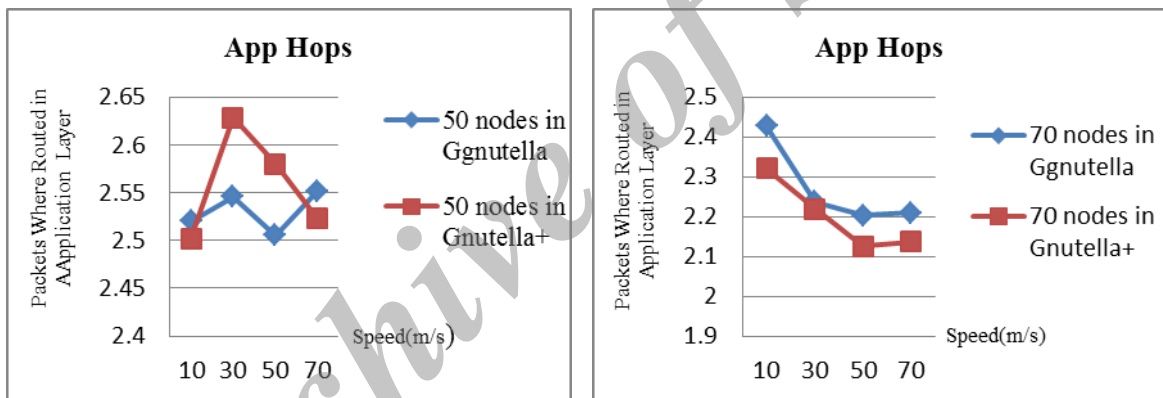 App Hops
Packets Where Routed in
AApplication Layer
2.65
2.6
2.55
2.5
2.45
2.4
10 30 50 70
Speed(m/s)
50 nodes in
Ggnutella
50 nodes in
Gnutella+
App Hops
Packets Where Routed in
Application Layer
2.5
2.4
2.3
2.2
2.1
2
1.9
10 30 50 70
Speed(m/s)
70 nodes in
Ggnutella
70 nodes in
Gnutella+
chive of